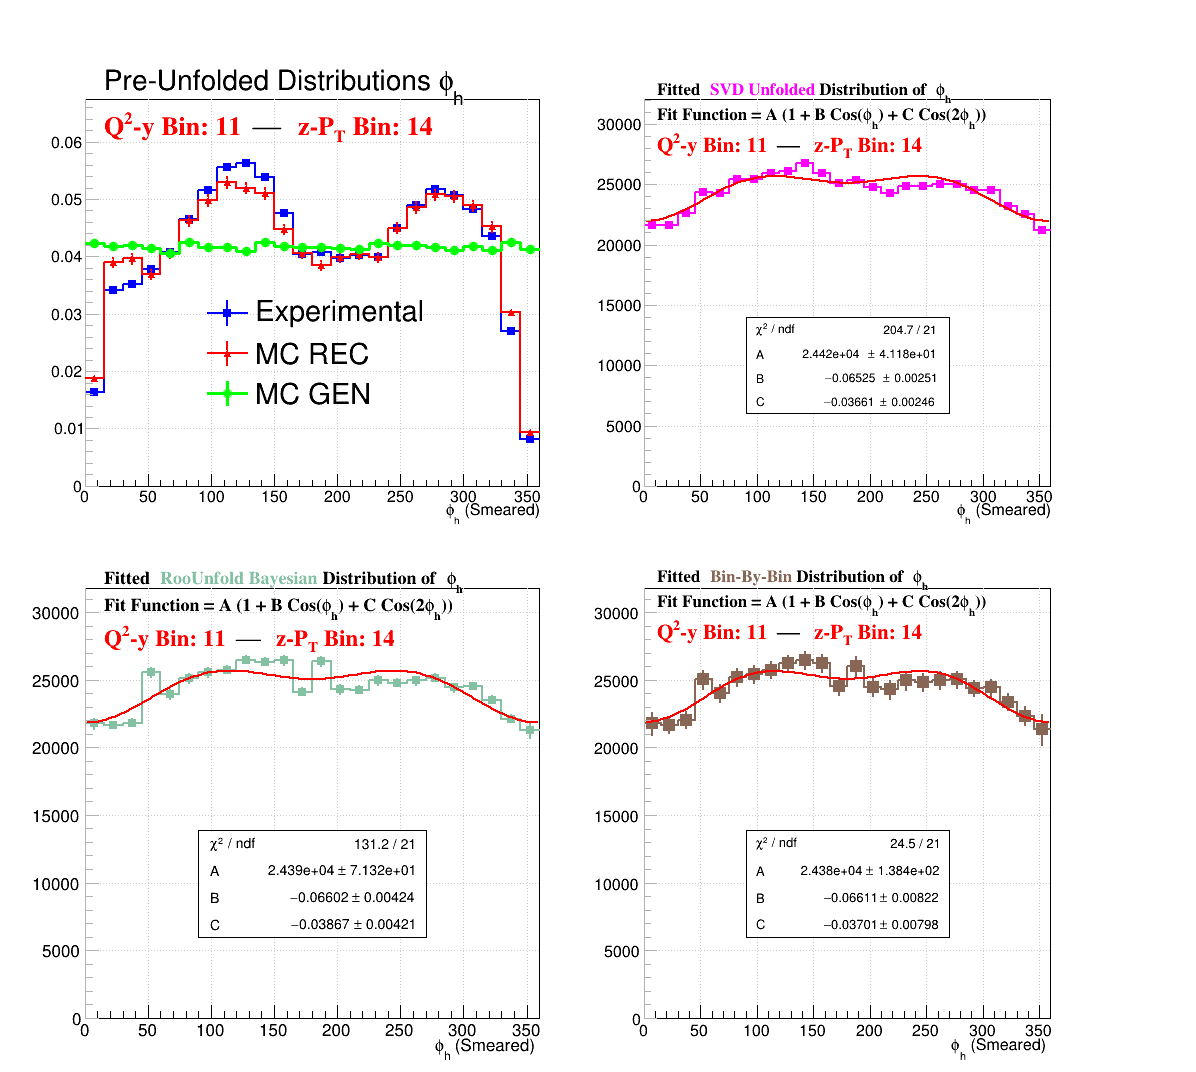 Pre-Unfolded Distributions ϕh
Q²-y Bin: 11 — z-PT Bin: 14
0.06
0.05
0.04
0.03
0.02
0.01
0
Experimental
MC REC
MC GEN
0 50 100 150 200 250 300 350
ϕh (Smeared)
Fitted SVD Unfolded Distribution of ϕh
Fit Function = A (1 + B Cos(ϕh) + C Cos(2ϕh))
Q²-y Bin: 11 — z-PT Bin: 14
30000
25000
20000
15000
10000
5000
0
χ² / ndf 204.7 / 21
A 2.442e+04 ± 4.118e+01
B −0.06525 ± 0.00251
C −0.03661 ± 0.00246
0 50 100 150 200 250 300 350
ϕh (Smeared)
Fitted RooUnfold Bayesian Distribution of ϕh
Fit Function = A (1 + B Cos(ϕh) + C Cos(2ϕh))
Q²-y Bin: 11 — z-PT Bin: 14
30000
25000
20000
15000
10000
5000
0
χ² / ndf 131.2 / 21
A 2.439e+04 ± 7.132e+01
B −0.06602 ± 0.00424
C −0.03867 ± 0.00421
0 50 100 150 200 250 300 350
ϕh (Smeared)
Fitted Bin-By-Bin Distribution of ϕh
Fit Function = A (1 + B Cos(ϕh) + C Cos(2ϕh))
Q²-y Bin: 11 — z-PT Bin: 14
30000
25000
20000
15000
10000
5000
0
χ² / ndf 24.5 / 21
A 2.438e+04 ± 1.384e+02
B −0.06611 ± 0.00822
C −0.03701 ± 0.00798
0 50 100 150 200 250 300 350
ϕh (Smeared)